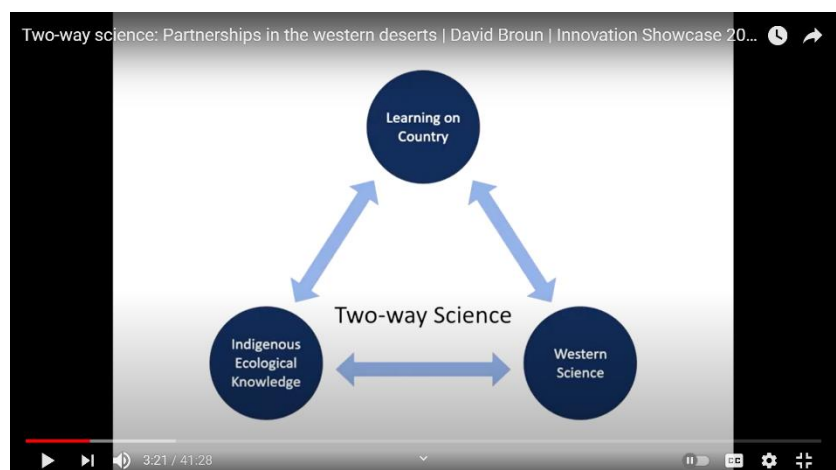 Two-way science: Partnerships in the western deserts | David Broun | Innovation Showcase 20...
Learning on
Country
Two-way Science
Indigenous
Ecological
Knowledge
Western
Science
3:21 / 41:28
CC